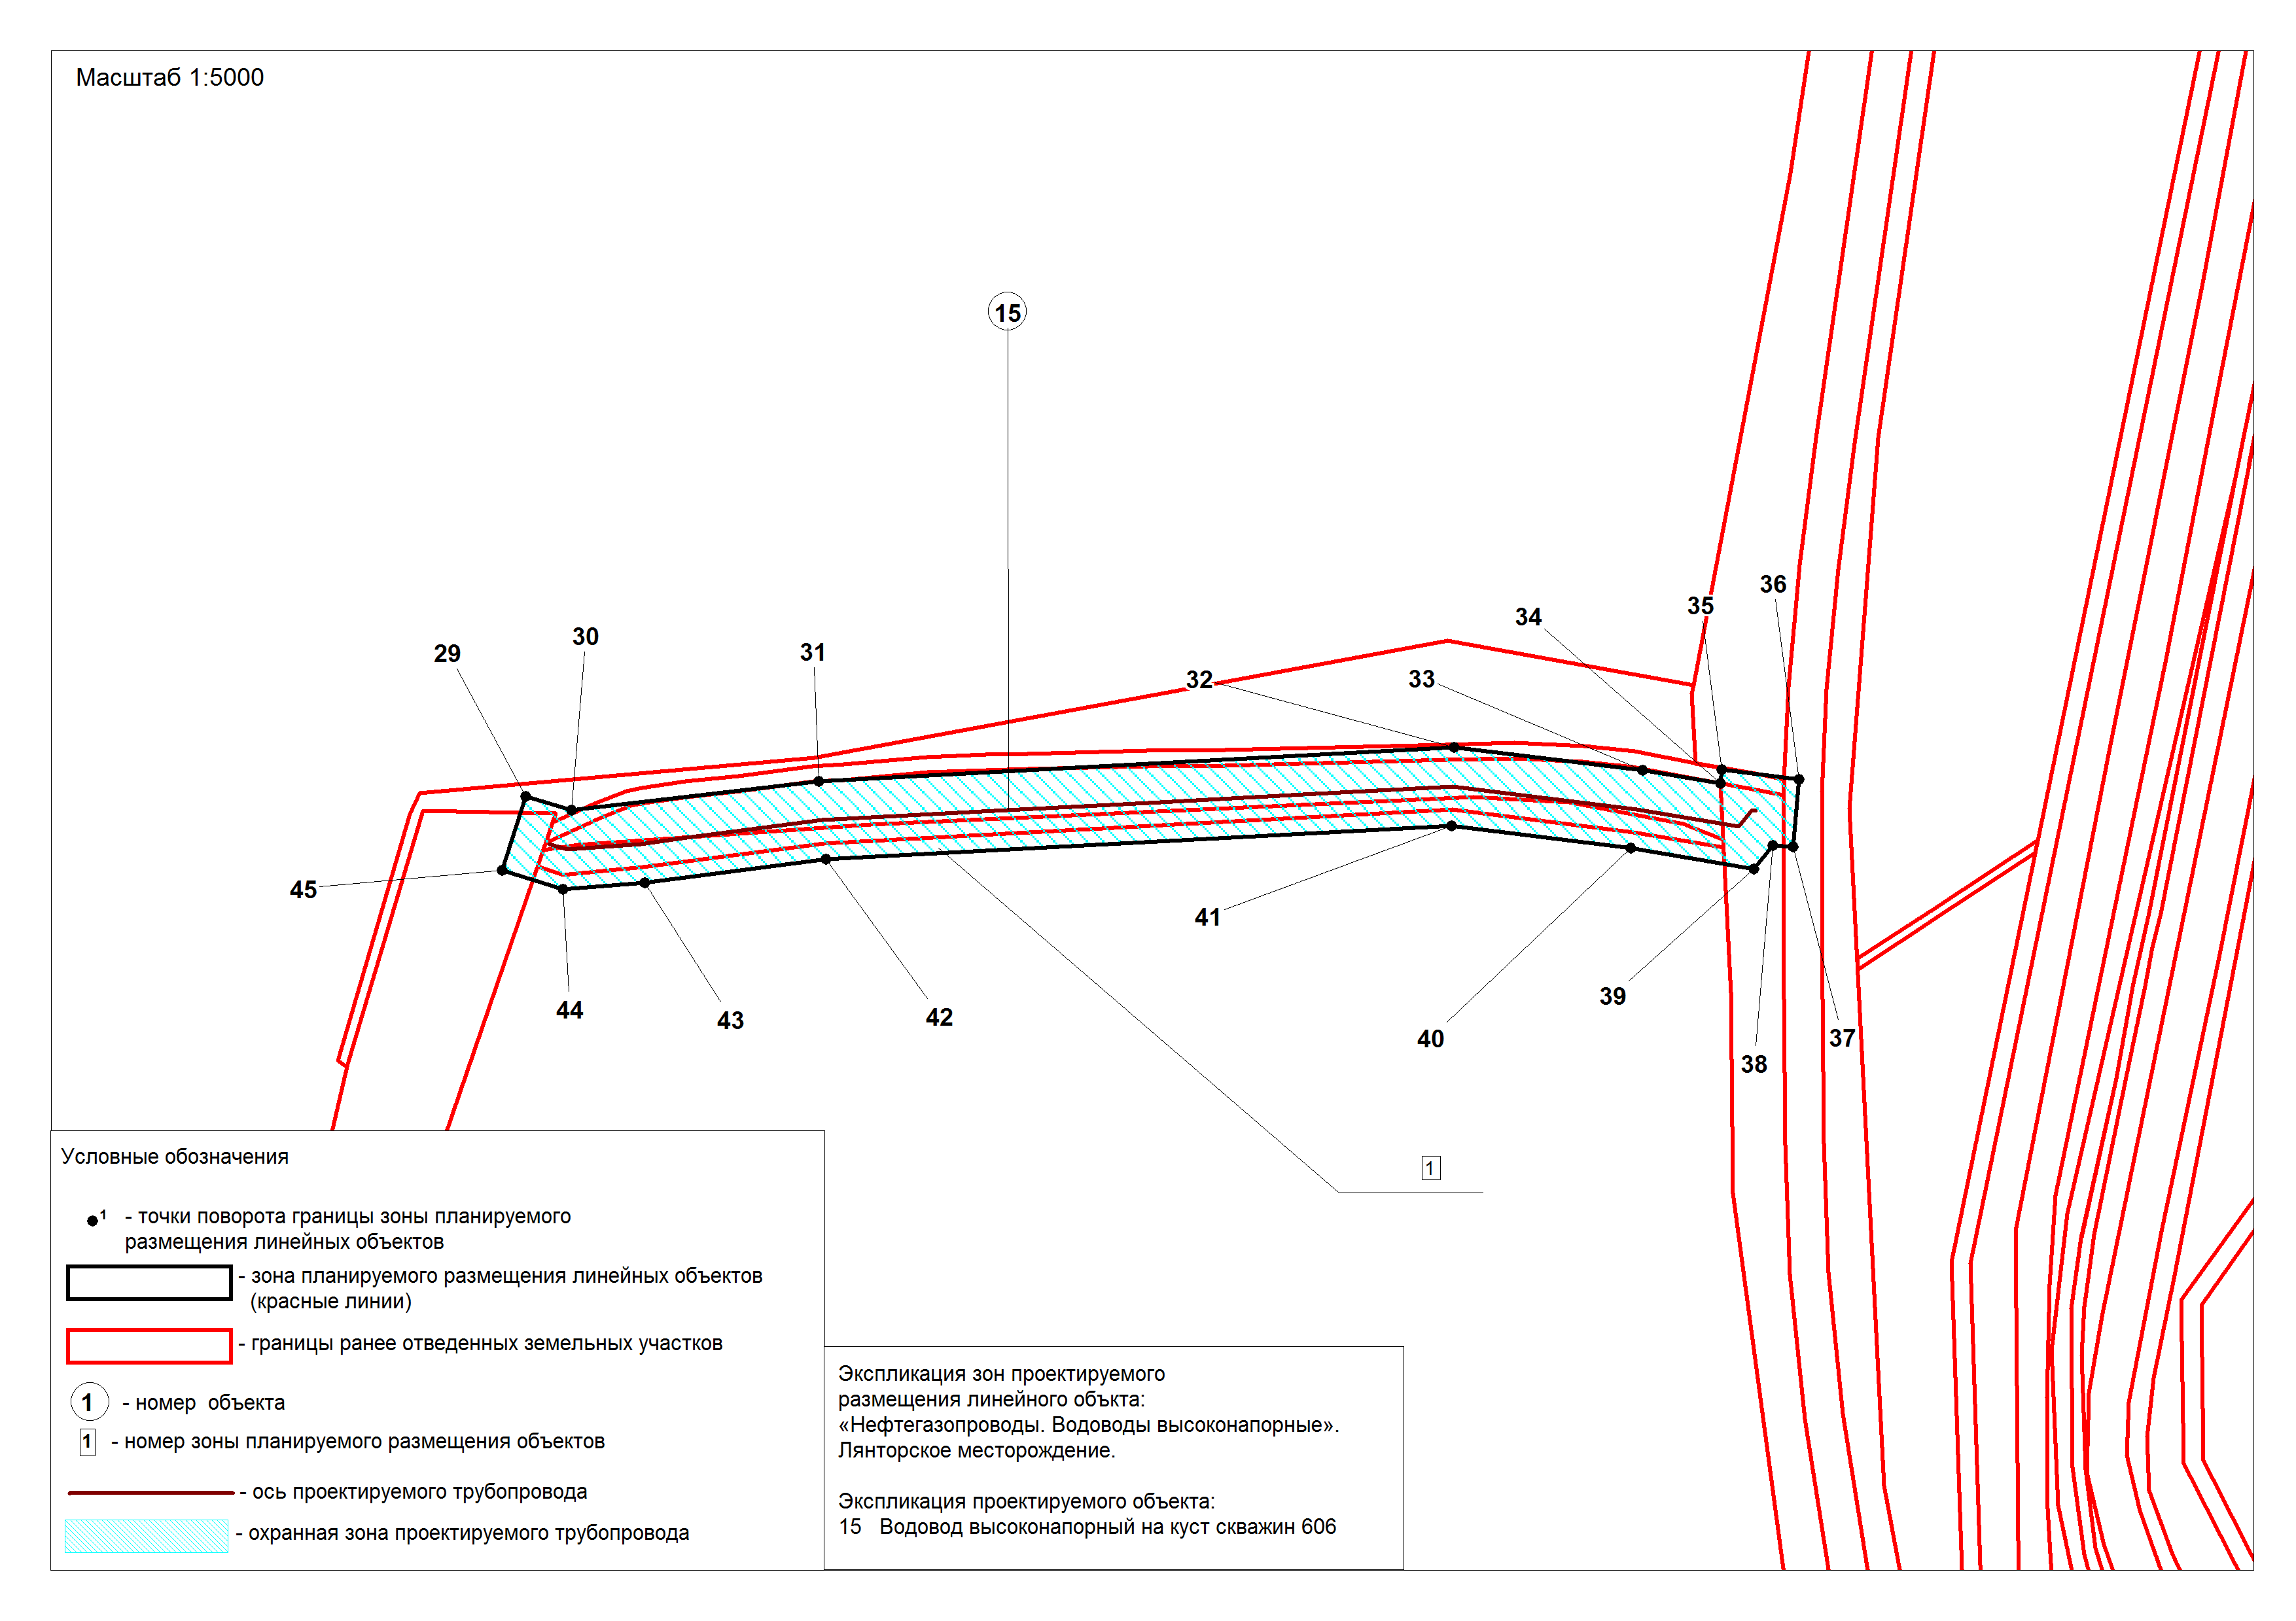 Масштаб 1:5000
15
36
35
34
30
31
29
32
33
45
41
39
44
42
43
40
37
38
1
Условные обозначения
1 - точки поворота границы зоны планируемого
размещения линейных объектов
- зона планируемого размещения линейных объектов
(красные линии)
- границы ранее отведенных земельных участков
1 - номер объекта
1 - номер зоны планируемого размещения объектов
- ось проектируемого трубопровода
- охранная зона проектируемого трубопровода
Экспликация зон проектируемого
размещения линейного объкта:
«Нефтегазопроводы. Водоводы высоконапорные».
Лянторское месторождение.
Экспликация проектируемого объекта:
15 Водовод высоконапорный на куст скважин 606